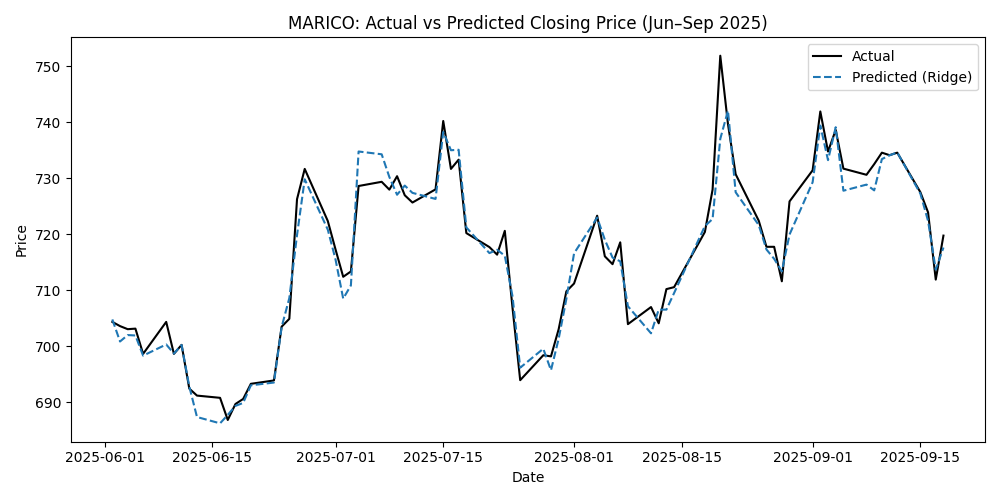 MARICO: Actual vs Predicted Closing Price (Jun–Sep 2025)
Actual
Predicted (Ridge)
Price
750
740
730
720
710
700
690
2025-06-01 2025-06-15 2025-07-01 2025-07-15 2025-08-01 2025-08-15 2025-09-01 2025-09-15
Date